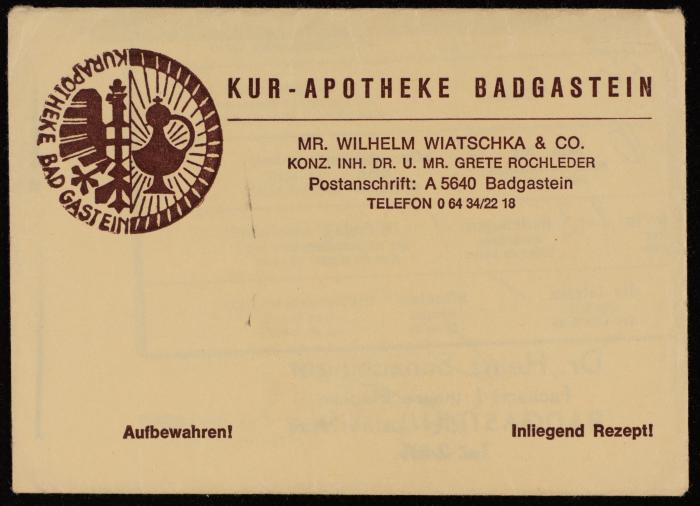 KURAPOTHEKE BAD GASTEIN
KUR-APOTHEKE BADGASTEIN
MR. WILHELM WIATSCHKA & CO.
KONZ. INH. DR. U. MR. GRETE ROCHLEDER
Postanschrift: A 5640 Badgastein
TELEFON 0 64 34/22 18
Aufbewahren!
Inliegend Rezept!